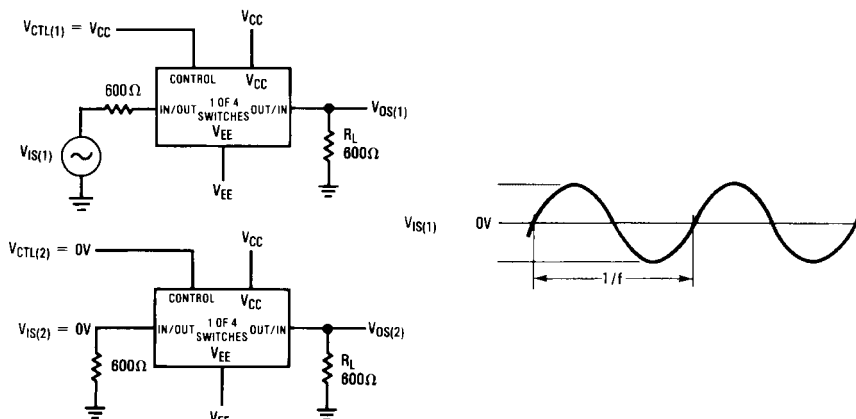 V_CTL(1) = V_CC
V_CC
CONTROL
V_CC
600Ω
IN/OUT
1 OF 4
SWITCHES
OUT/IN
V_OS(1)
V_EE
R_L
600Ω
V_IS(1)
V_EE
V_CTL(2) = 0V
V_CC
CONTROL
V_CC
V_IS(2) = 0V
IN/OUT
1 OF 4
SWITCHES
OUT/IN
V_OS(2)
V_EE
600Ω
R_L
600Ω
V_EE
V_IS(1)
0V
1/f